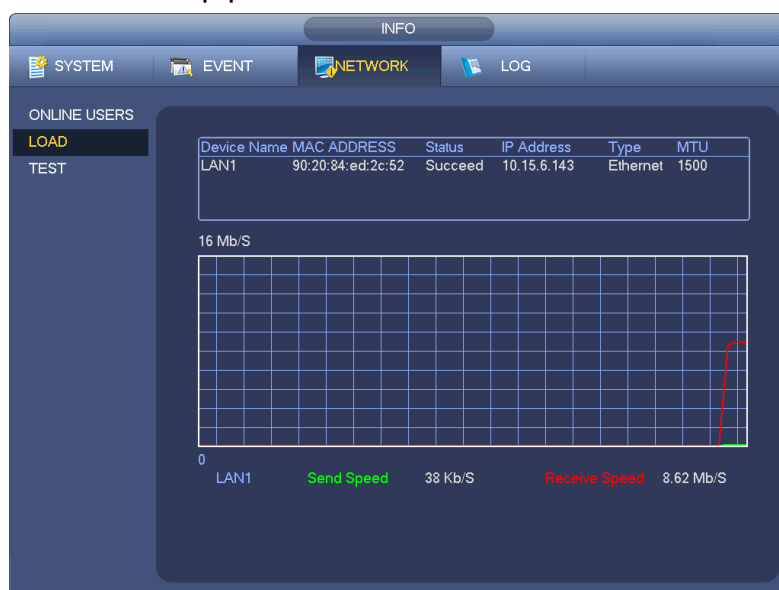 INFO
SYSTEM EVENT NETWORK LOG
ONLINE USERS
LOAD
TEST
Device Name MAC ADDRESS Status IP Address Type MTU
LAN1 90:20:84:ed:2c:52 Succeed 10.15.6.143 Ethernet 1500
16 Mb/S
0
LAN1 Send Speed 38 Kb/S Receive Speed 8.62 Mb/S